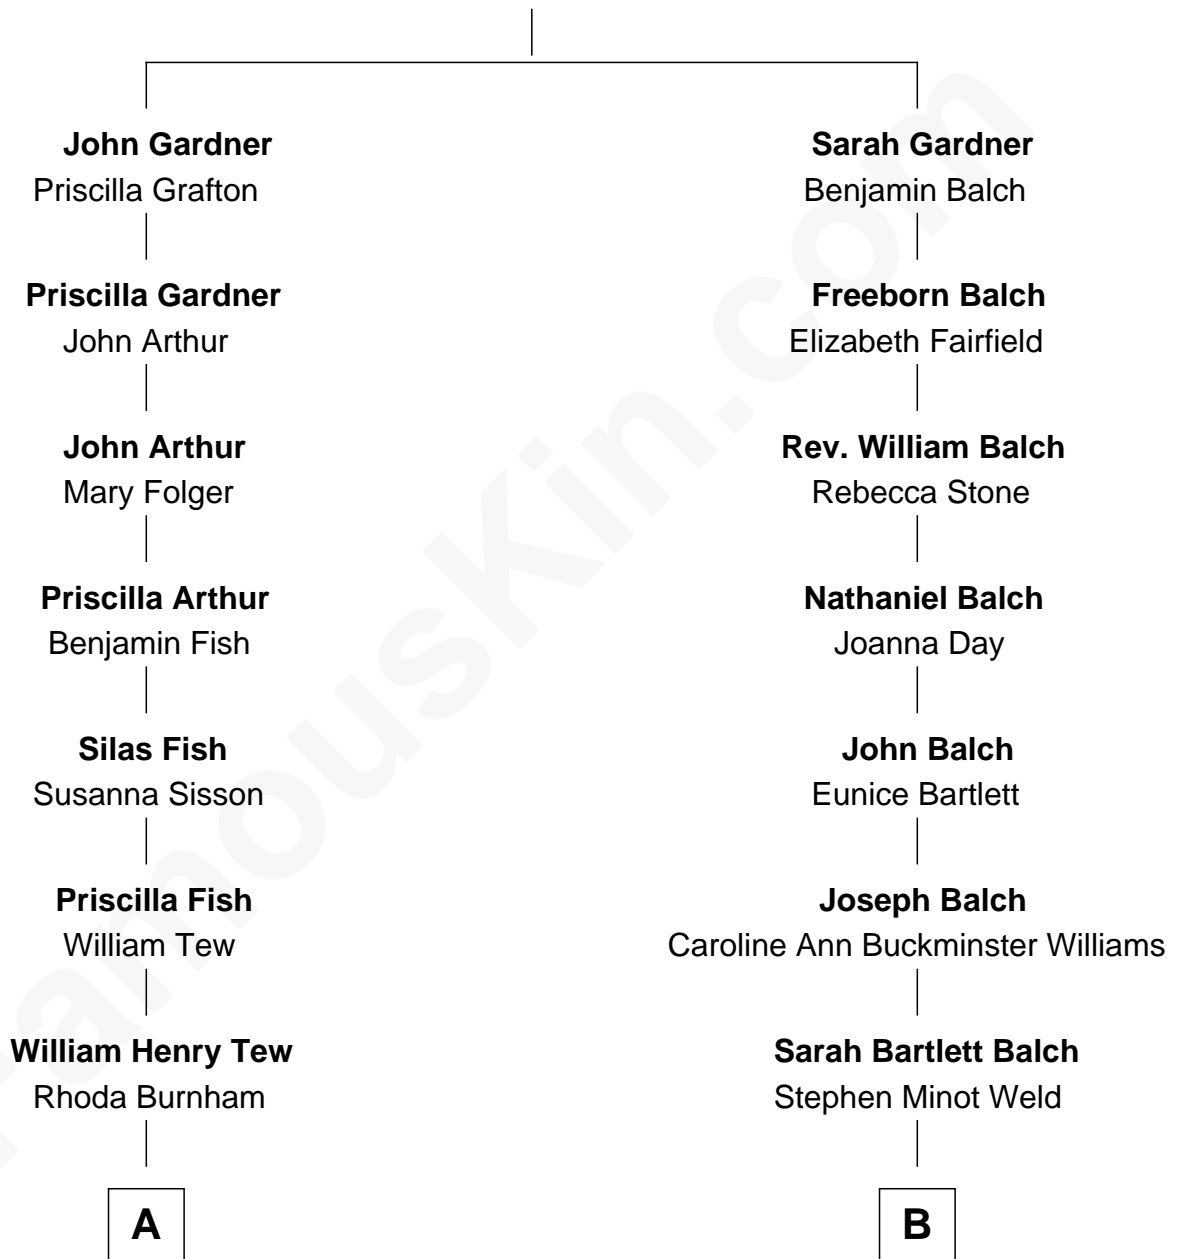 John Gardner
Priscilla Grafton
Priscilla Gardner
John Arthur
John Arthur
Mary Folger
Priscilla Arthur
Benjamin Fish
Silas Fish
Susanna Sisson
Priscilla Fish
William Tew
William Henry Tew
Rhoda Burnham
A
Sarah Gardner
Benjamin Balch
Freeborn Balch
Elizabeth Fairfield
Rev. William Balch
Rebecca Stone
Nathaniel Balch
Joanna Day
John Balch
Eunice Bartlett
Joseph Balch
Caroline Ann Buckminster Williams
Sarah Bartlett Balch
Stephen Minot Weld
B
FamousKin.com